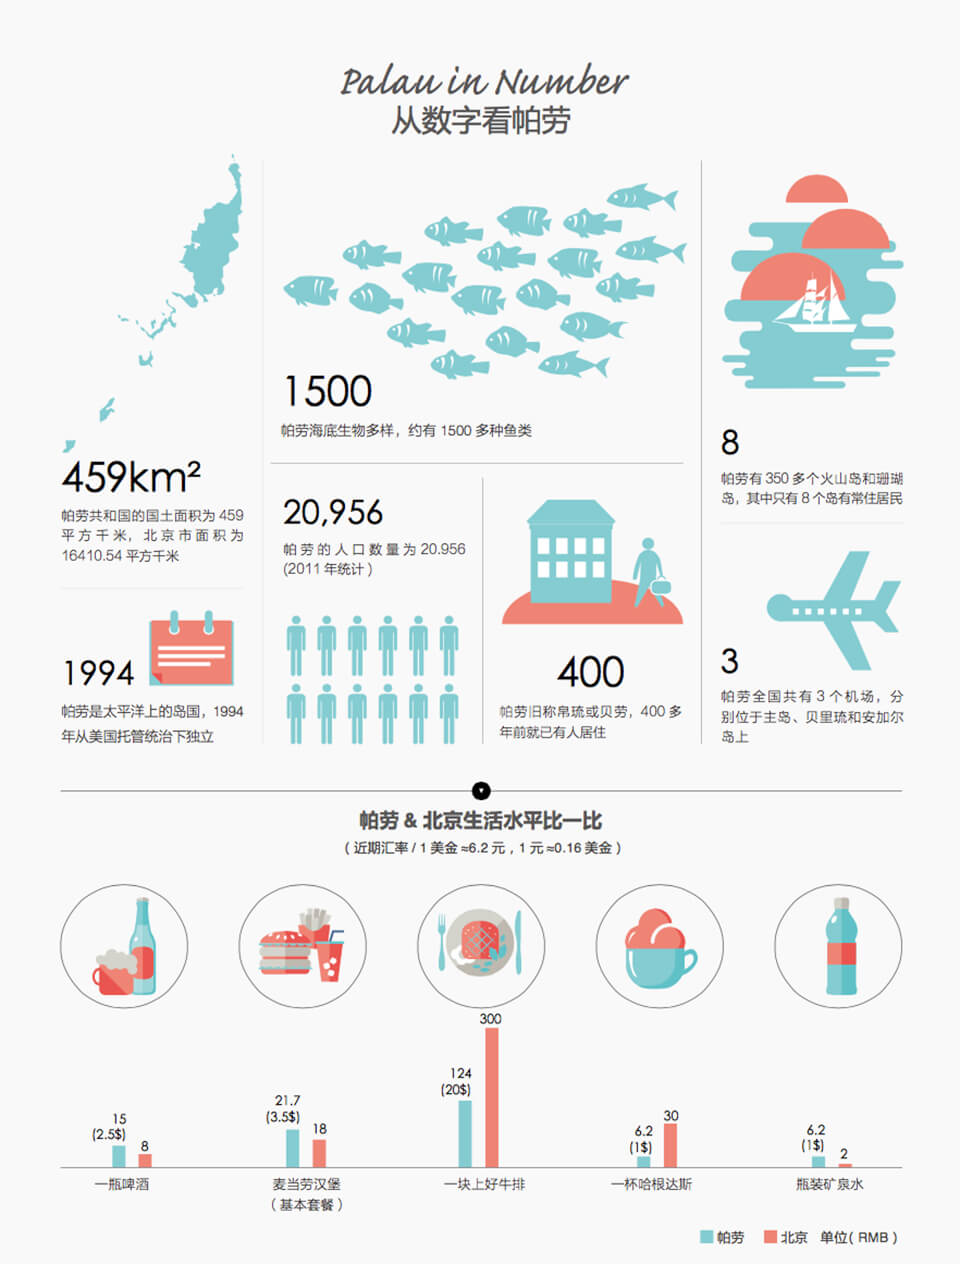 Palau in Number
从数字看帕劳
459km²
帕劳共和国的国土面积为 459
平方千米，北京市面积为
16410.54 平方千米
1994
帕劳是太平洋上的岛国，1994
年从美国托管统治下独立
1500
帕劳海底生物多样，约有 1500 多种鱼类
20,956
帕劳的人口数量为 20.956
(2011 年统计)
400
帕劳旧称帛琉或贝劳，400 多
年前就已有人居住
8
帕劳有 350 多个火山岛和珊瑚
岛，其中只有 8 个岛有常住居民
3
帕劳全国共有 3 个机场，分
别位于主岛、贝里琉和安加尔
岛上
帕劳 & 北京生活水平比一比
（近期汇率 / 1 美金 ≈6.2 元，1 元 ≈0.16 美金）
15
(2.5$)
8
一瓶啤酒
21.7
(3.5$)
18
麦当劳汉堡
（基本套餐）
124
(20$)
300
一块上好牛排
6.2
(1$)
30
一杯哈根达斯
6.2
(1$)
2
瓶装矿泉水
帕劳 北京 单位( RMB )